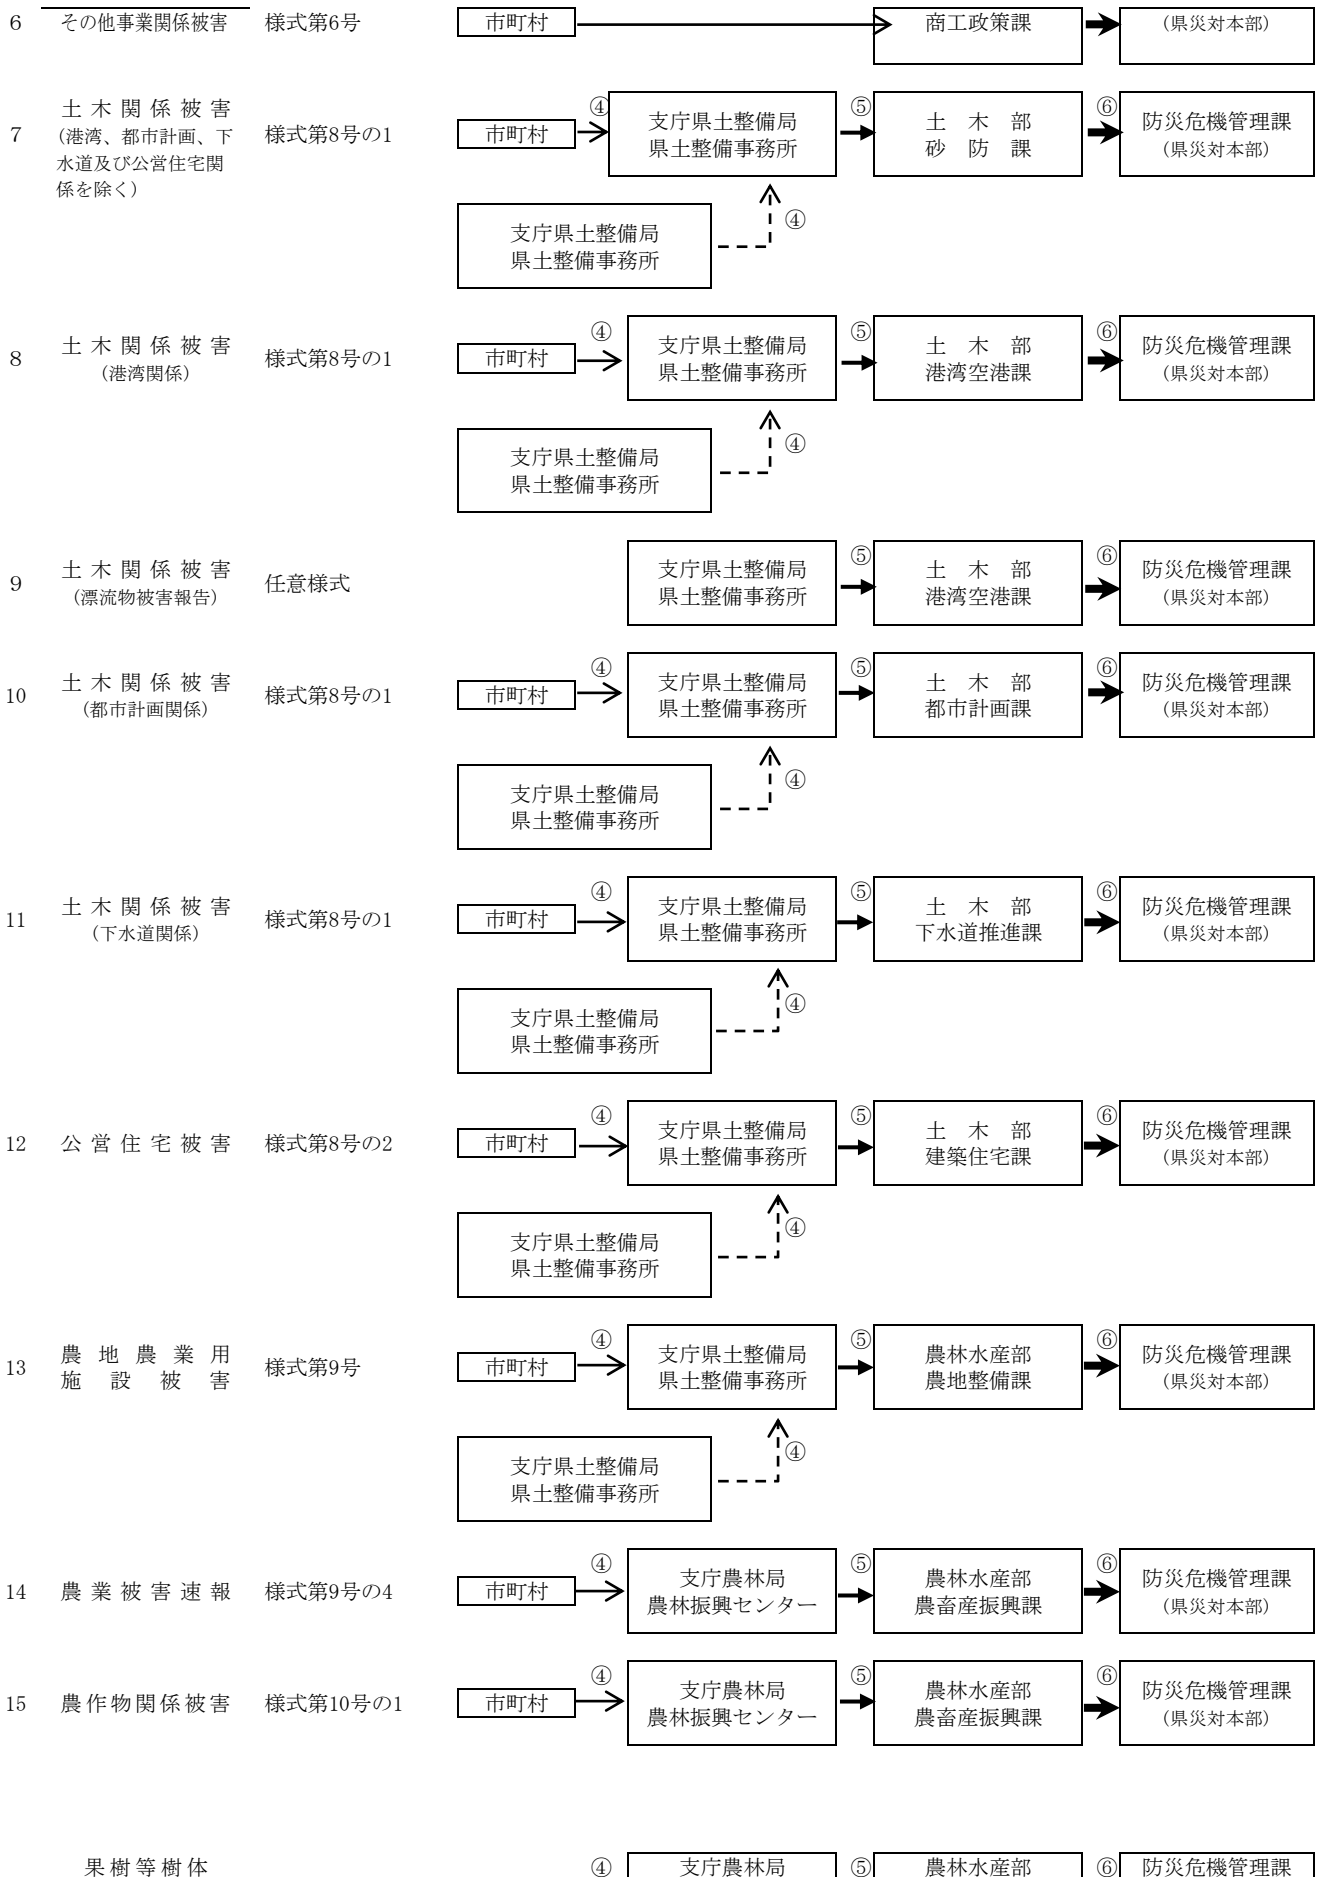 6 その他事業関係被害 様式第6号 市町村 商工政策課 (県災対本部)
土木関係被害 ④ 支庁県土整備局 ⑤ 土木部 ⑥ 防災危機管理課
7 (港湾、都市計画、下 様式第8号の1 市町村 県土整備事務所 砂防課 (県災対本部)
水道及び公営住宅関
係を除く)
④
支庁県土整備局
県土整備事務所
土木関係被害 ④ 支庁県土整備局 ⑤ 土木部 ⑥ 防災危機管理課
8 (港湾関係) 様式第8号の1 市町村 県土整備事務所 港湾空港課 (県災対本部)
④
支庁県土整備局
県土整備事務所
土木関係被害 支庁県土整備局 ⑤ 土木部 ⑥ 防災危機管理課
9 (漂流物被害報告) 任意様式 県土整備事務所 港湾空港課 (県災対本部)
土木関係被害 ④ 支庁県土整備局 ⑤ 土木部 ⑥ 防災危機管理課
10 (都市計画関係) 様式第8号の1 市町村 県土整備事務所 都市計画課 (県災対本部)
④
支庁県土整備局
県土整備事務所
土木関係被害 ④ 支庁県土整備局 ⑤ 土木部 ⑥ 防災危機管理課
11 (下水道関係) 様式第8号の1 市町村 県土整備事務所 下水道推進課 (県災対本部)
④
支庁県土整備局
県土整備事務所
④ 支庁県土整備局 ⑤ 土木部 ⑥ 防災危機管理課
12 公営住宅被害 様式第8号の2 市町村 県土整備事務所 建築住宅課 (県災対本部)
④
支庁県土整備局
県土整備事務所
農地農業用 ④ 支庁県土整備局 ⑤ 農林水産部 ⑥ 防災危機管理課
13 施設被害 様式第9号 市町村 県土整備事務所 農地整備課 (県災対本部)
④
支庁県土整備局
県土整備事務所
④ 支庁農林局 ⑤ 農林水産部 ⑥ 防災危機管理課
14 農業被害速報 様式第9号の4 市町村 農林振興センター 農畜産振興課 (県災対本部)
④ 支庁農林局 ⑤ 農林水産部 ⑥ 防災危機管理課
15 農作物関係被害 様式第10号の1 市町村 農林振興センター 農畜産振興課 (県災対本部)
果樹等樹体 ④ 支庁農林局 ⑤ 農林水産部 ⑥ 防災危機管理課